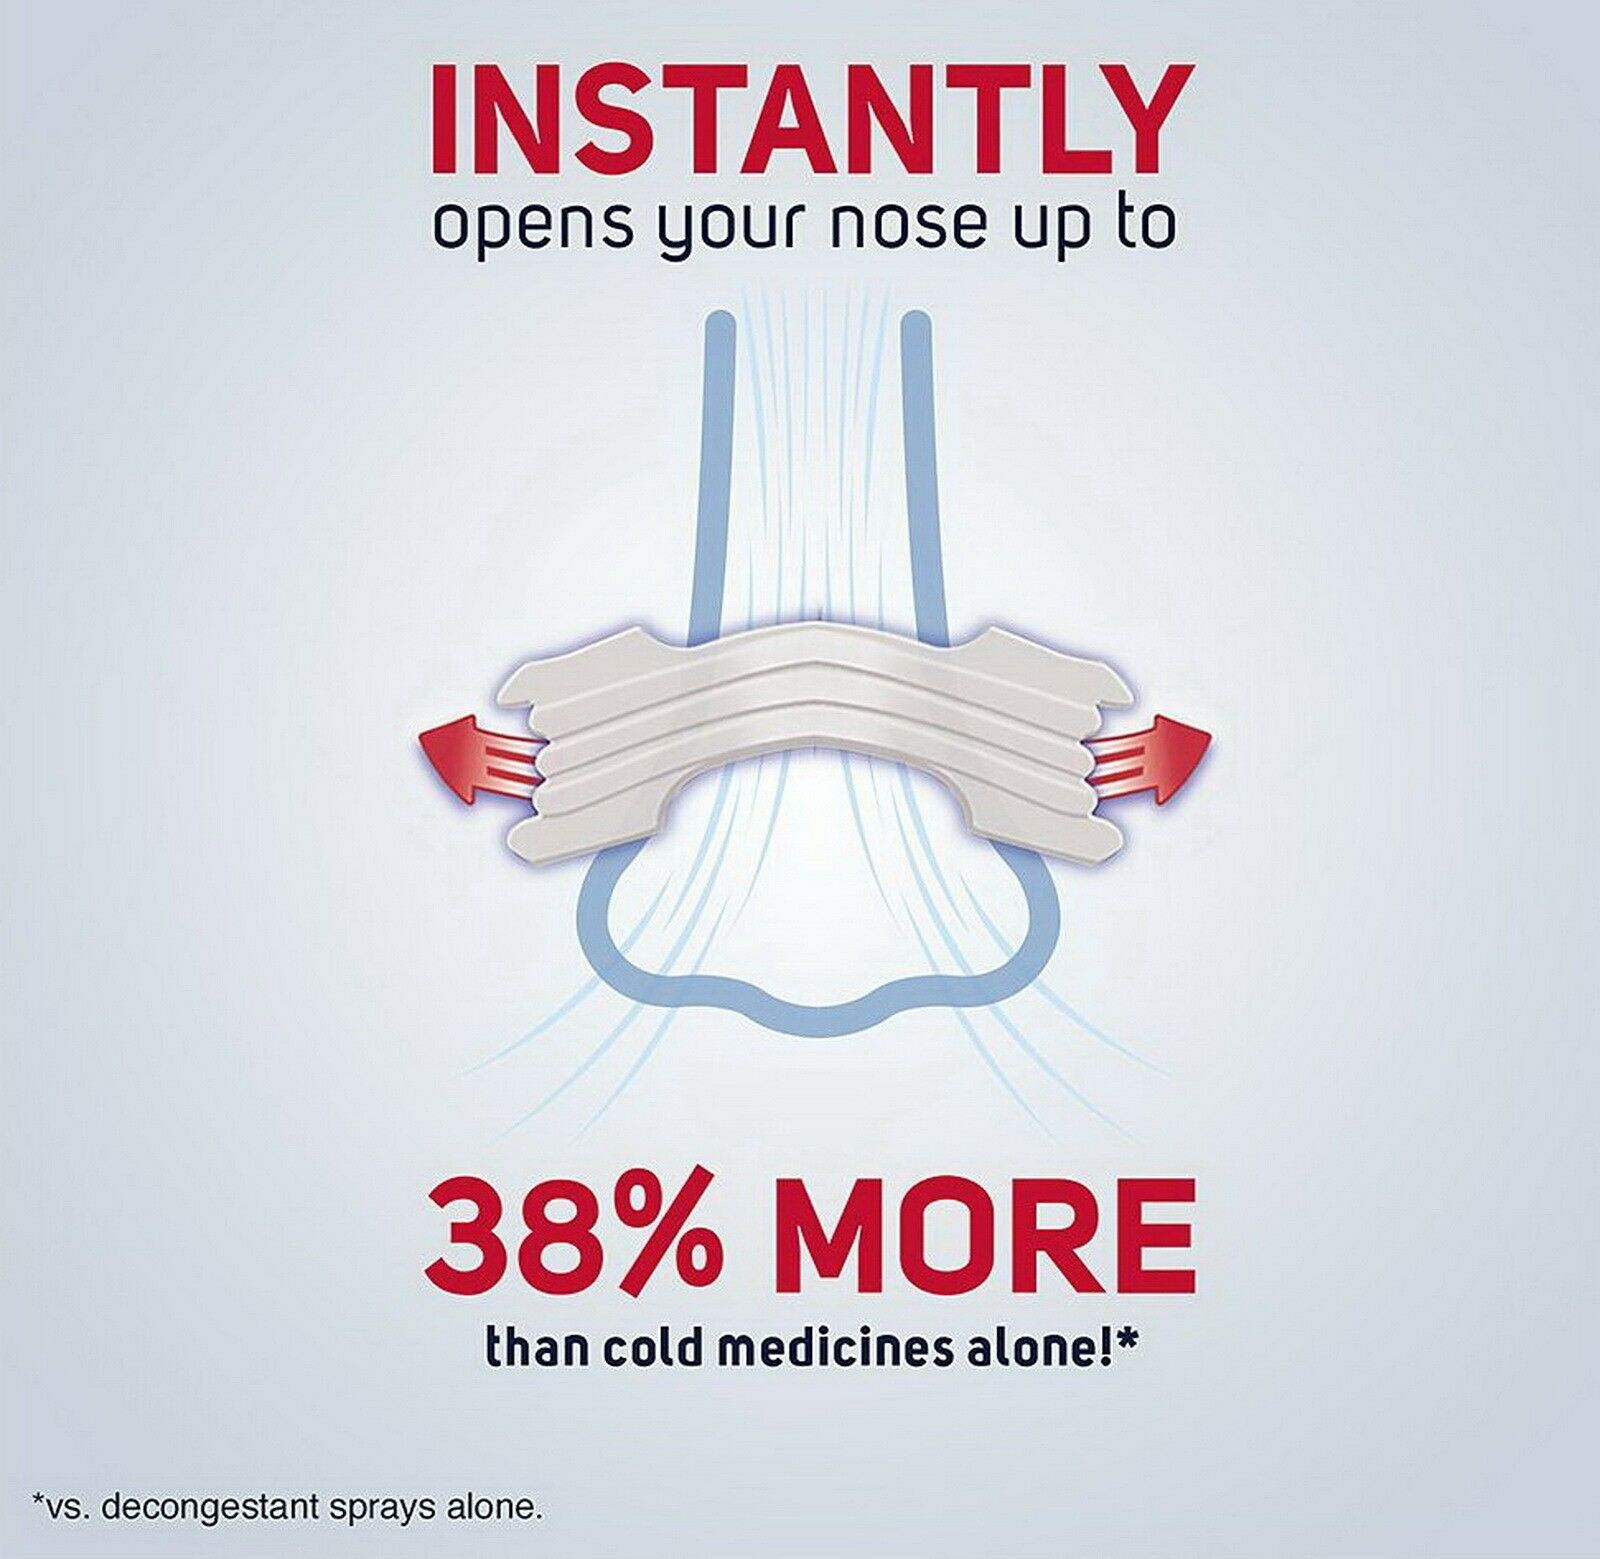 INSTANTLY
opens your nose up to
38% MORE
than cold medicines alone!*
*vs. decongestant sprays alone.